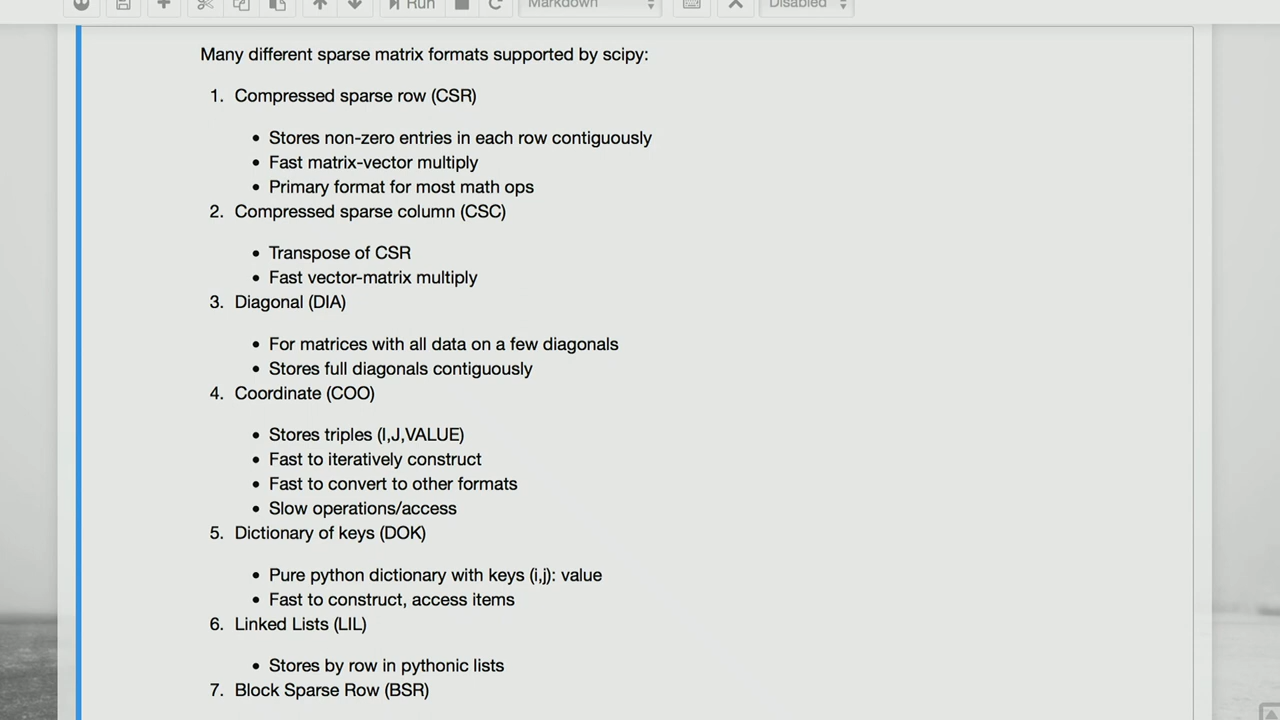 Run Markdown Disabled
Many different sparse matrix formats supported by scipy:
1. Compressed sparse row (CSR)
• Stores non-zero entries in each row contiguously
• Fast matrix-vector multiply
• Primary format for most math ops
2. Compressed sparse column (CSC)
• Transpose of CSR
• Fast vector-matrix multiply
3. Diagonal (DIA)
• For matrices with all data on a few diagonals
• Stores full diagonals contiguously
4. Coordinate (COO)
• Stores triples (I,J,VALUE)
• Fast to iteratively construct
• Fast to convert to other formats
• Slow operations/access
5. Dictionary of keys (DOK)
• Pure python dictionary with keys (i,j): value
• Fast to construct, access items
6. Linked Lists (LIL)
• Stores by row in pythonic lists
7. Block Sparse Row (BSR)